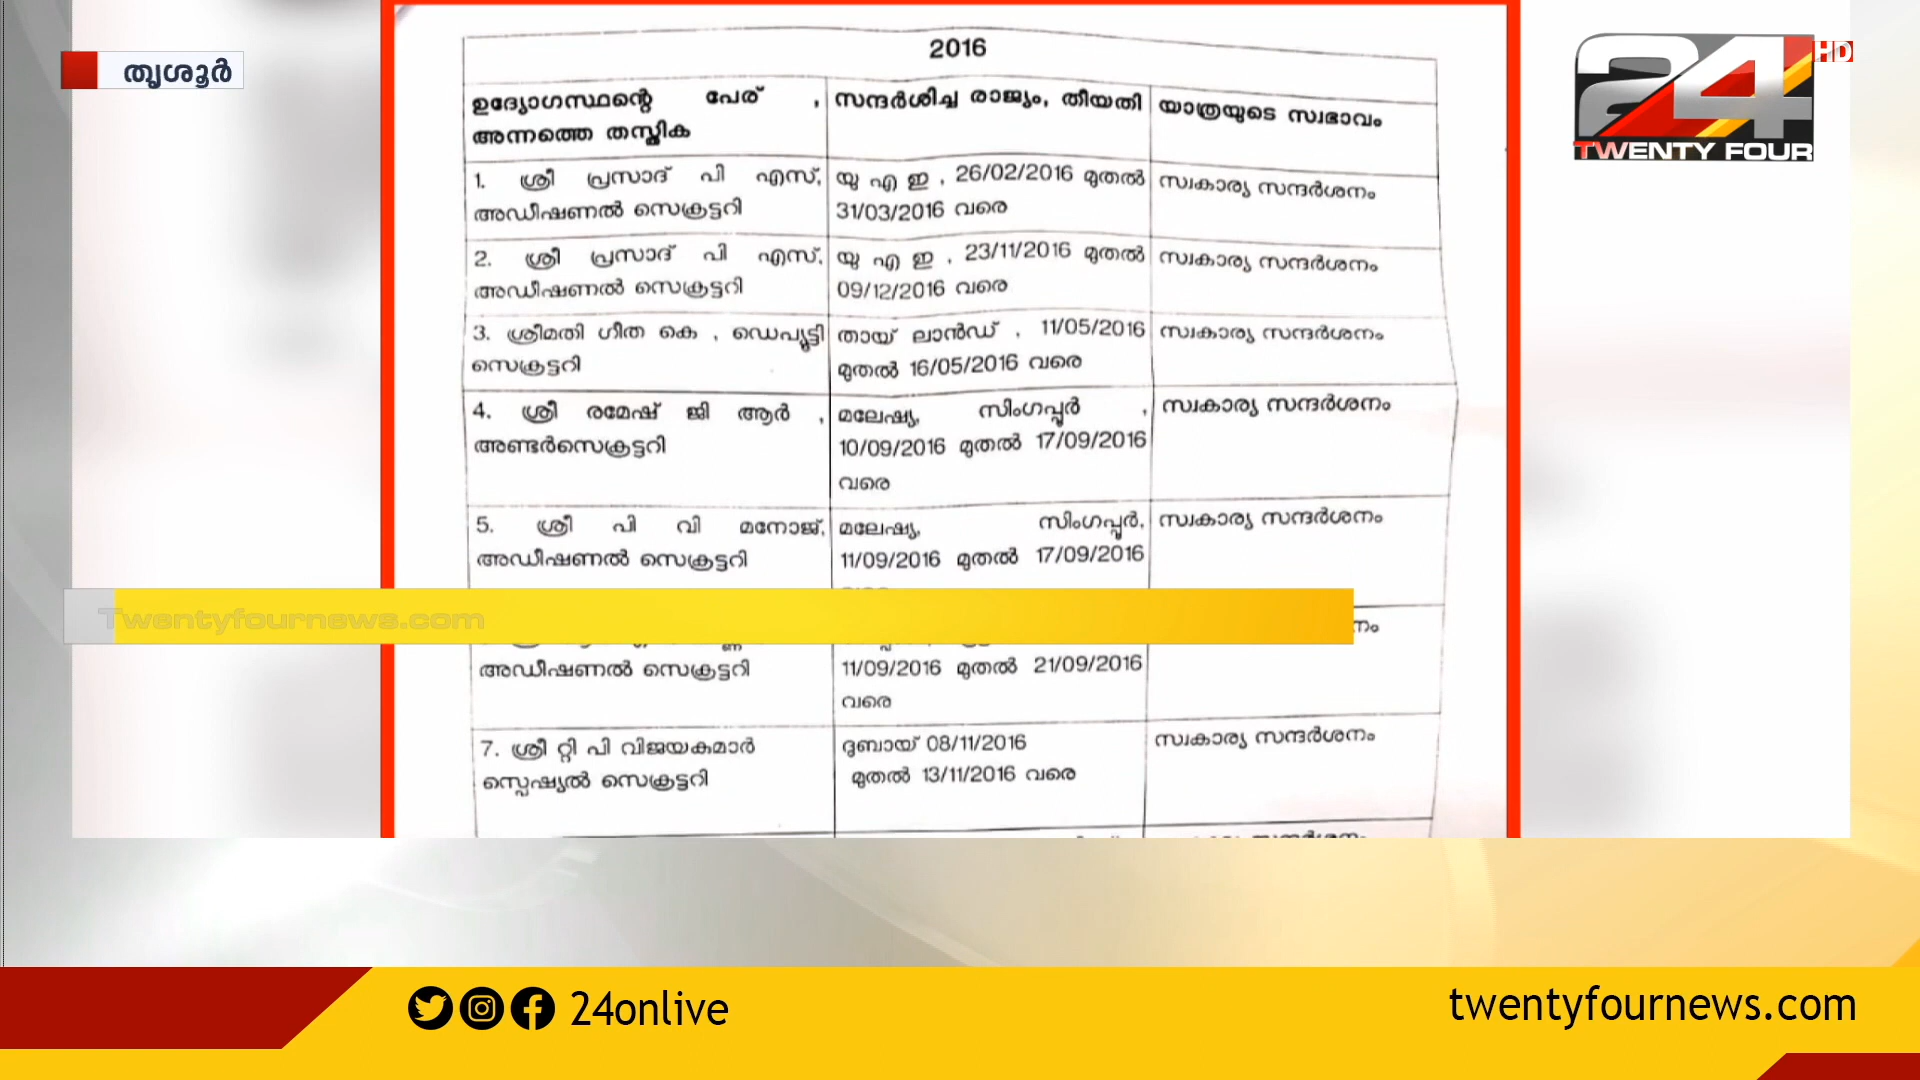 തൃശൂർ
24
HD
TWENTY FOUR
2016
ഉദ്യോഗസ്ഥന്റെ പേര് ,
അന്നത്തെ തസ്തിക
സന്ദർശിച്ച രാജ്യം, തീയതി
യാത്രയുടെ സ്വഭാവം
1. ശ്രീ പ്രസാദ് പി എസ്,
അഡീഷണൽ സെക്രട്ടറി
യു എ ഇ , 26/02/2016 മുതൽ
31/03/2016 വരെ
സ്വകാര്യ സന്ദർശനം
2. ശ്രീ പ്രസാദ് പി എസ്,
അഡീഷണൽ സെക്രട്ടറി
യു എ ഇ , 23/11/2016 മുതൽ
09/12/2016 വരെ
സ്വകാര്യ സന്ദർശനം
3. ശ്രീമതി ഗീത കെ , ഡെപ്യൂട്ടി
സെക്രട്ടറി
തായ് ലാൻഡ് , 11/05/2016
മുതൽ 16/05/2016 വരെ
സ്വകാര്യ സന്ദർശനം
4. ശ്രീ രമേഷ് ജി ആർ ,
അണ്ടർസെക്രട്ടറി
മലേഷ്യ, സിംഗപ്പൂർ ,
10/09/2016 മുതൽ 17/09/2016
വരെ
സ്വകാര്യ സന്ദർശനം
5. ശ്രീ പി വി മനോജ്,
അഡീഷണൽ സെക്രട്ടറി
മലേഷ്യ, സിംഗപ്പൂർ,
11/09/2016 മുതൽ 17/09/2016
സ്വകാര്യ സന്ദർശനം
Twentyfournews.com
അഡീഷണൽ സെക്രട്ടറി
11/09/2016 മുതൽ 21/09/2016
വരെ
7. ശ്രീ റ്റി പി വിജയകുമാർ
സ്പെഷ്യൽ സെക്രട്ടറി
ദുബായ് 08/11/2016
മുതൽ 13/11/2016 വരെ
സ്വകാര്യ സന്ദർശനം
24onlive
twentyfournews.com